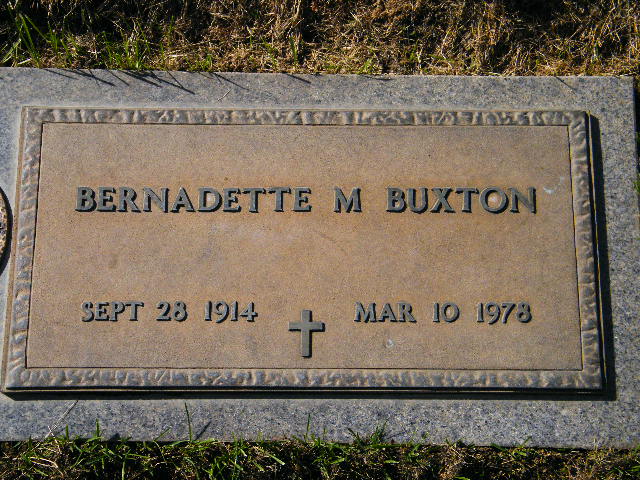 BERNADETTE M BUXTON
SEPT 28 1914 MAR 10 1978